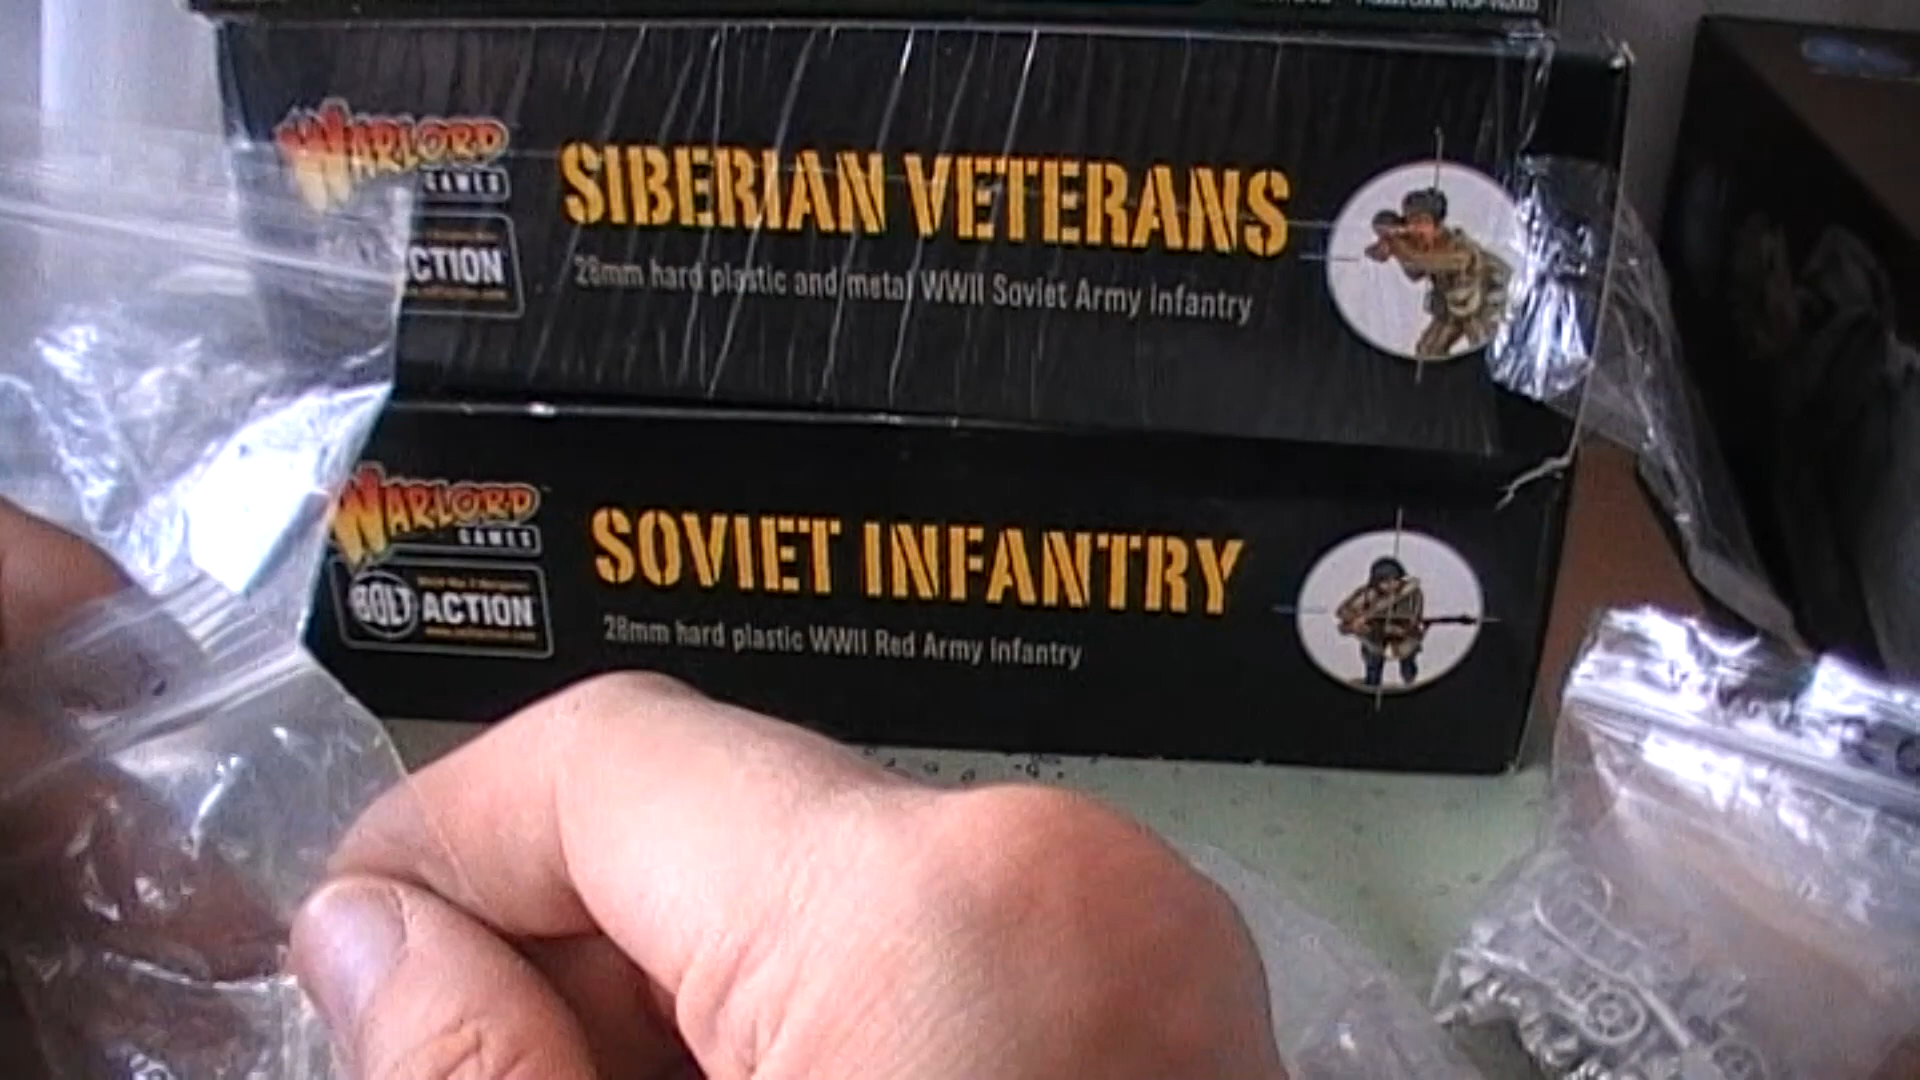 WARLORD
GAMES
SIBERIAN VETERANS
ACTION
28mm hard plastic and metal WWII Soviet Army infantry
WARLORD
GAMES
SOVIET INFANTRY
BOLT ACTION
28mm hard plastic WWII Red Army infantry